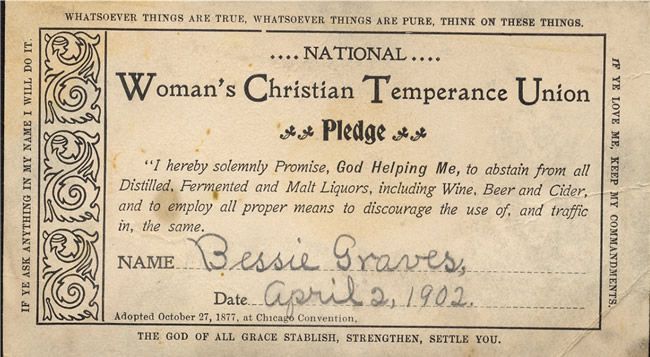 WHATSOEVER THINGS ARE TRUE, WHATSOEVER THINGS ARE PURE, THINK ON THESE THINGS.
IF YE ASK ANYTHING IN MY NAME I WILL DO IT.
.... NATIONAL ....
Woman's Christian Temperance Union
Pledge
"I hereby solemnly Promise, God Helping Me, to abstain from all
Distilled, Fermented and Malt Liquors, including Wine, Beer and Cider,
and to employ all proper means to discourage the use of, and traffic
in, the same.
NAME Bessie Graves,
Date April 2, 1902.
Adopted October 27, 1877, at Chicago Convention.
IF YE LOVE ME, KEEP MY COMMANDMENTS.
THE GOD OF ALL GRACE STABLISH, STRENGTHEN, SETTLE YOU.